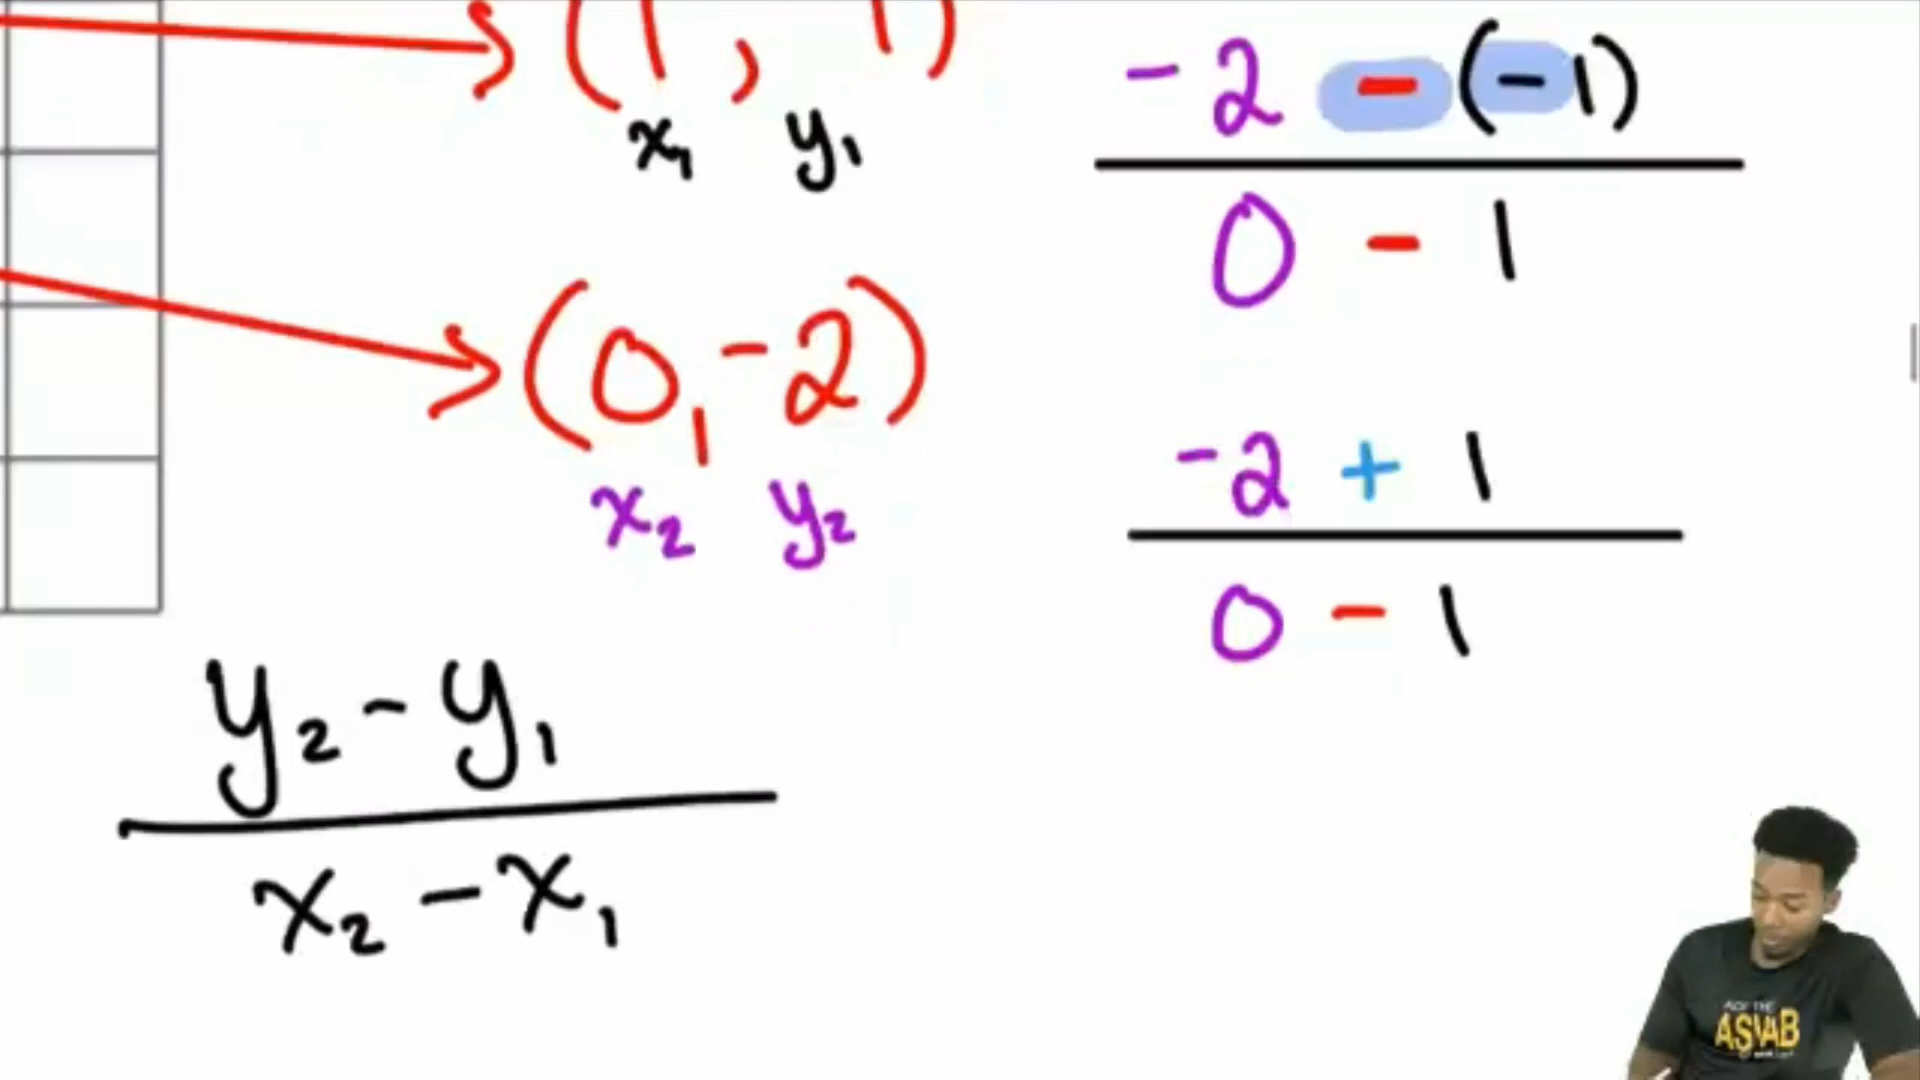 (1, 1)
x₁ y₁
(0, -2)
x₂ y₂
y₂ - y₁
x₂ - x₁
-2 - (-1)
0 - 1
-2 + 1
0 - 1
ASVAB